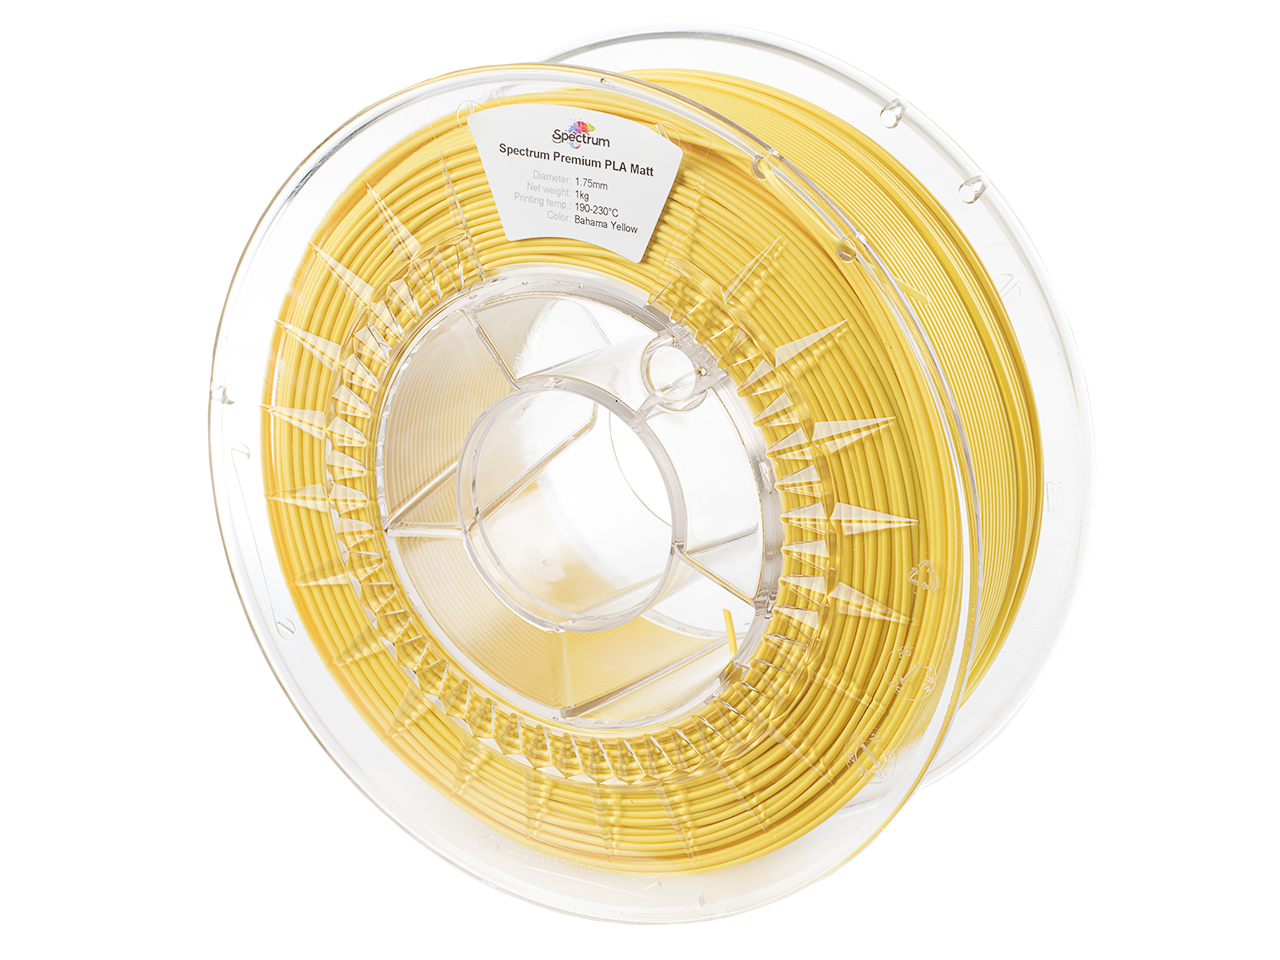 Spectrum
Spectrum Premium PLA Matt
Diameter: 1.75mm
Net weight: 1kg
Printing temp.: 190-230°C
Color: Bahama Yellow